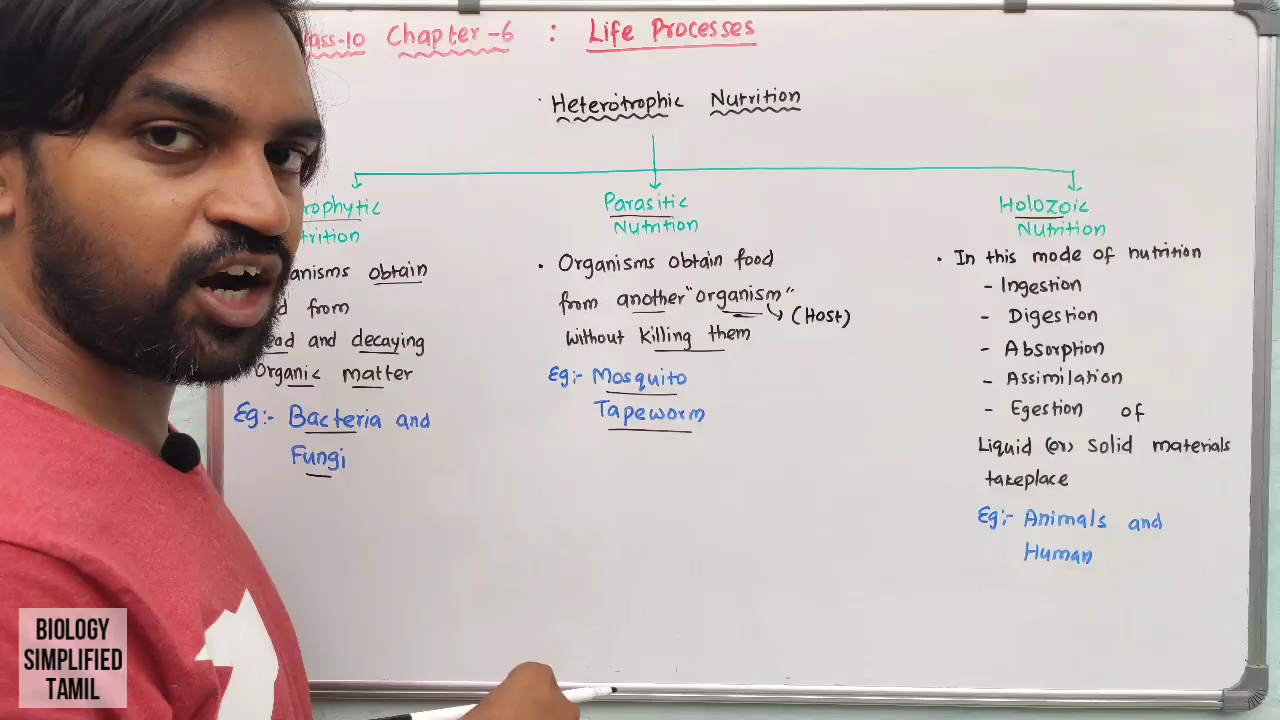 ass-10 Chapter-6 : Life Processes
Heterotrophic Nutrition
rophytic
trition
anisms obtain
d from
ead and decaying
Organic matter
Eg:- Bacteria and
Fungi
Parasitic
Nutrition
• Organisms obtain food
from another "organism"
(Host)
without killing them
Eg:- Mosquito
Tapeworm
Holozoic
Nutrition
• In this mode of nutrition
- Ingestion
- Digestion
- Absorption
- Assimilation
- Egestion of
Liquid (or) solid materials
takeplace
Eg:- Animals and
Human
BIOLOGY
SIMPLIFIED
TAMIL